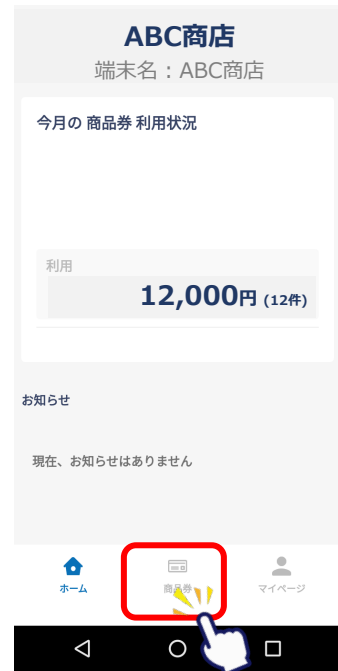 ABC商店
端末名：ABC商店
今月の 商品券 利用状況
利用
12,000円 (12件)
お知らせ
現在、お知らせはありません
ホーム
商品券
マイページ